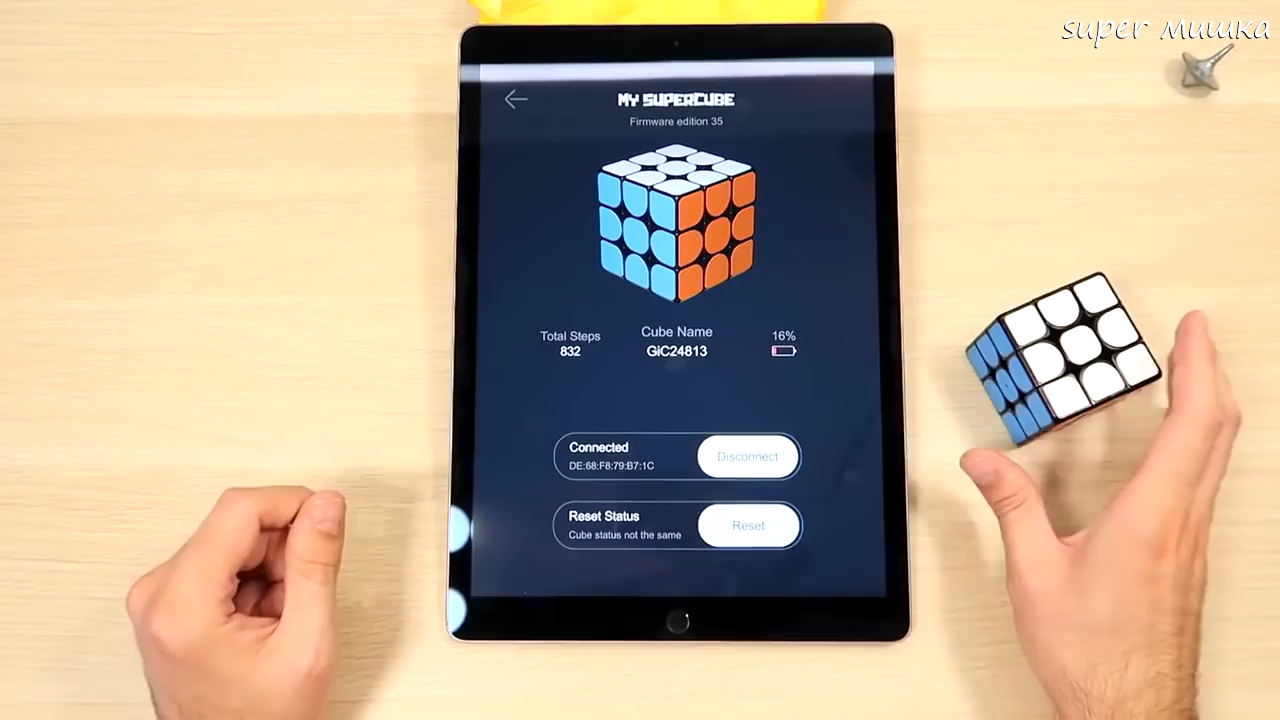 super мишка
MY SUPERCUBE
Firmware edition 35
Total Steps
832
Cube Name
GiC24813
16%
Connected
DE:68:F8:79:B7:1C
Disconnect
Reset Status
Cube status not the same
Reset